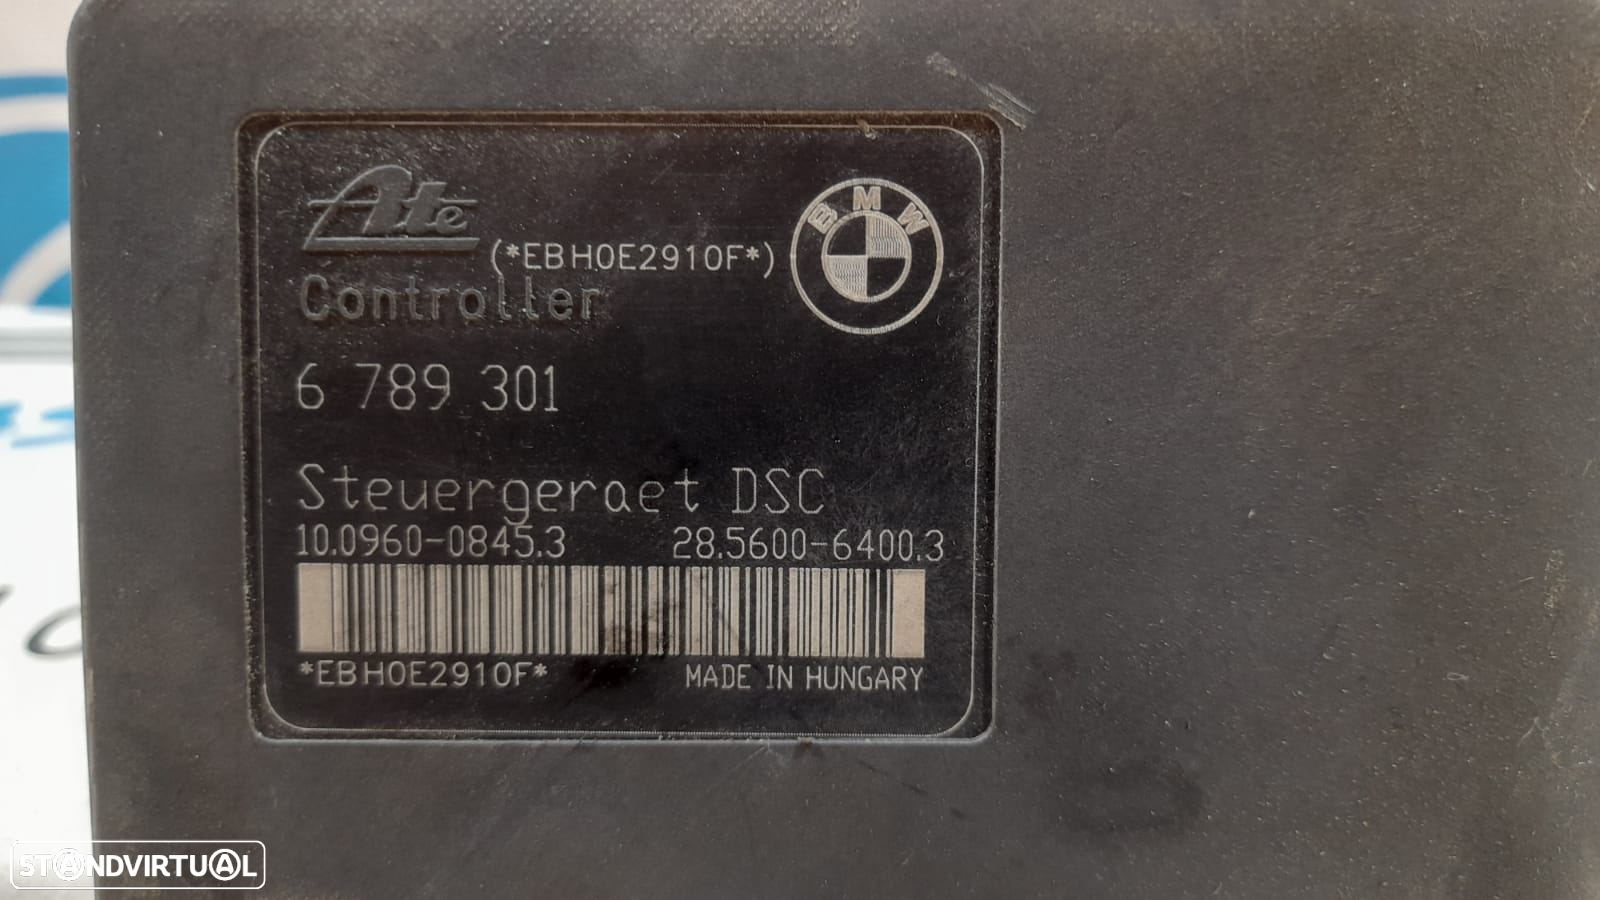 Ate
(*EBH0E2910F*)
BMW
Controller
6 789 301
Steuergeraet DSC
10.0960-0845.3 28.5600-6400.3
*EBH0E2910F* MADE IN HUNGARY
STANDVIRTUAL